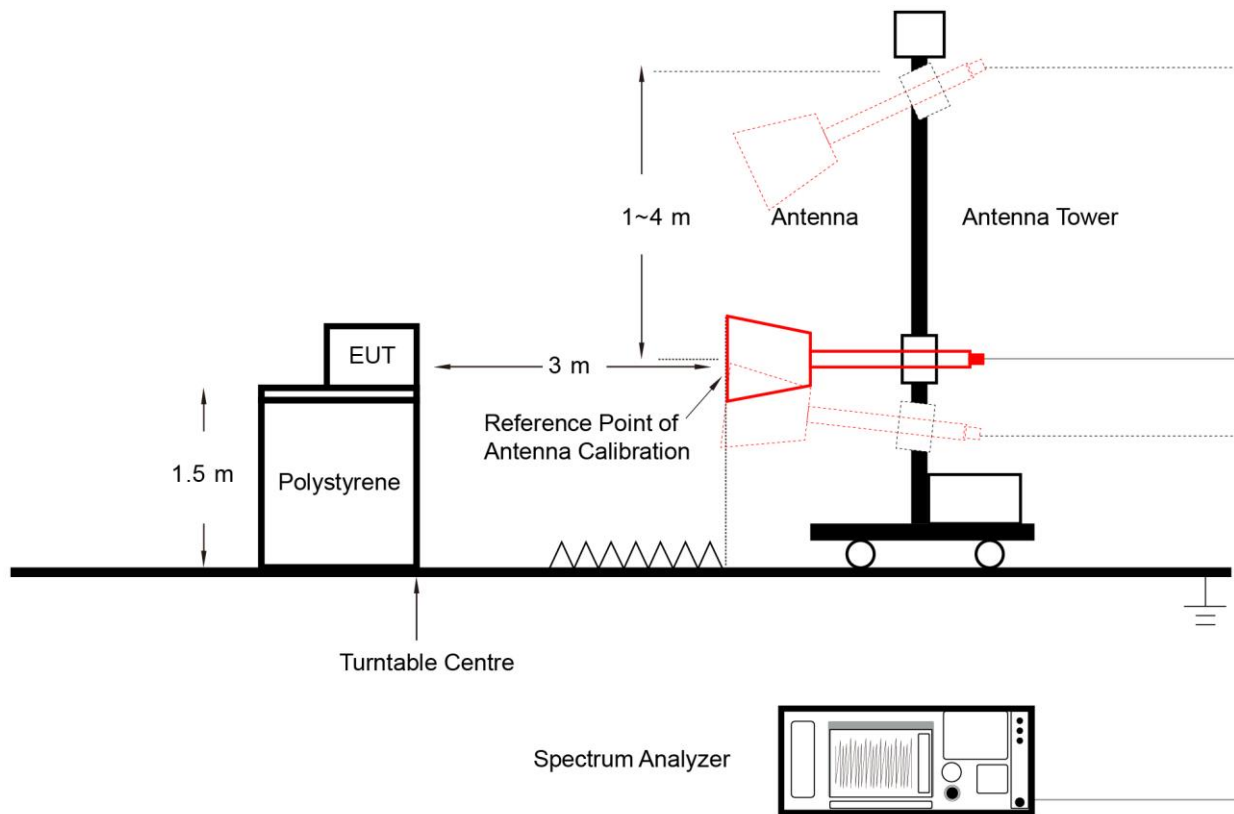 1~4 m
Antenna
Antenna Tower
EUT
3 m
Reference Point of
Antenna Calibration
1.5 m
Polystyrene
Turntable Centre
Spectrum Analyzer